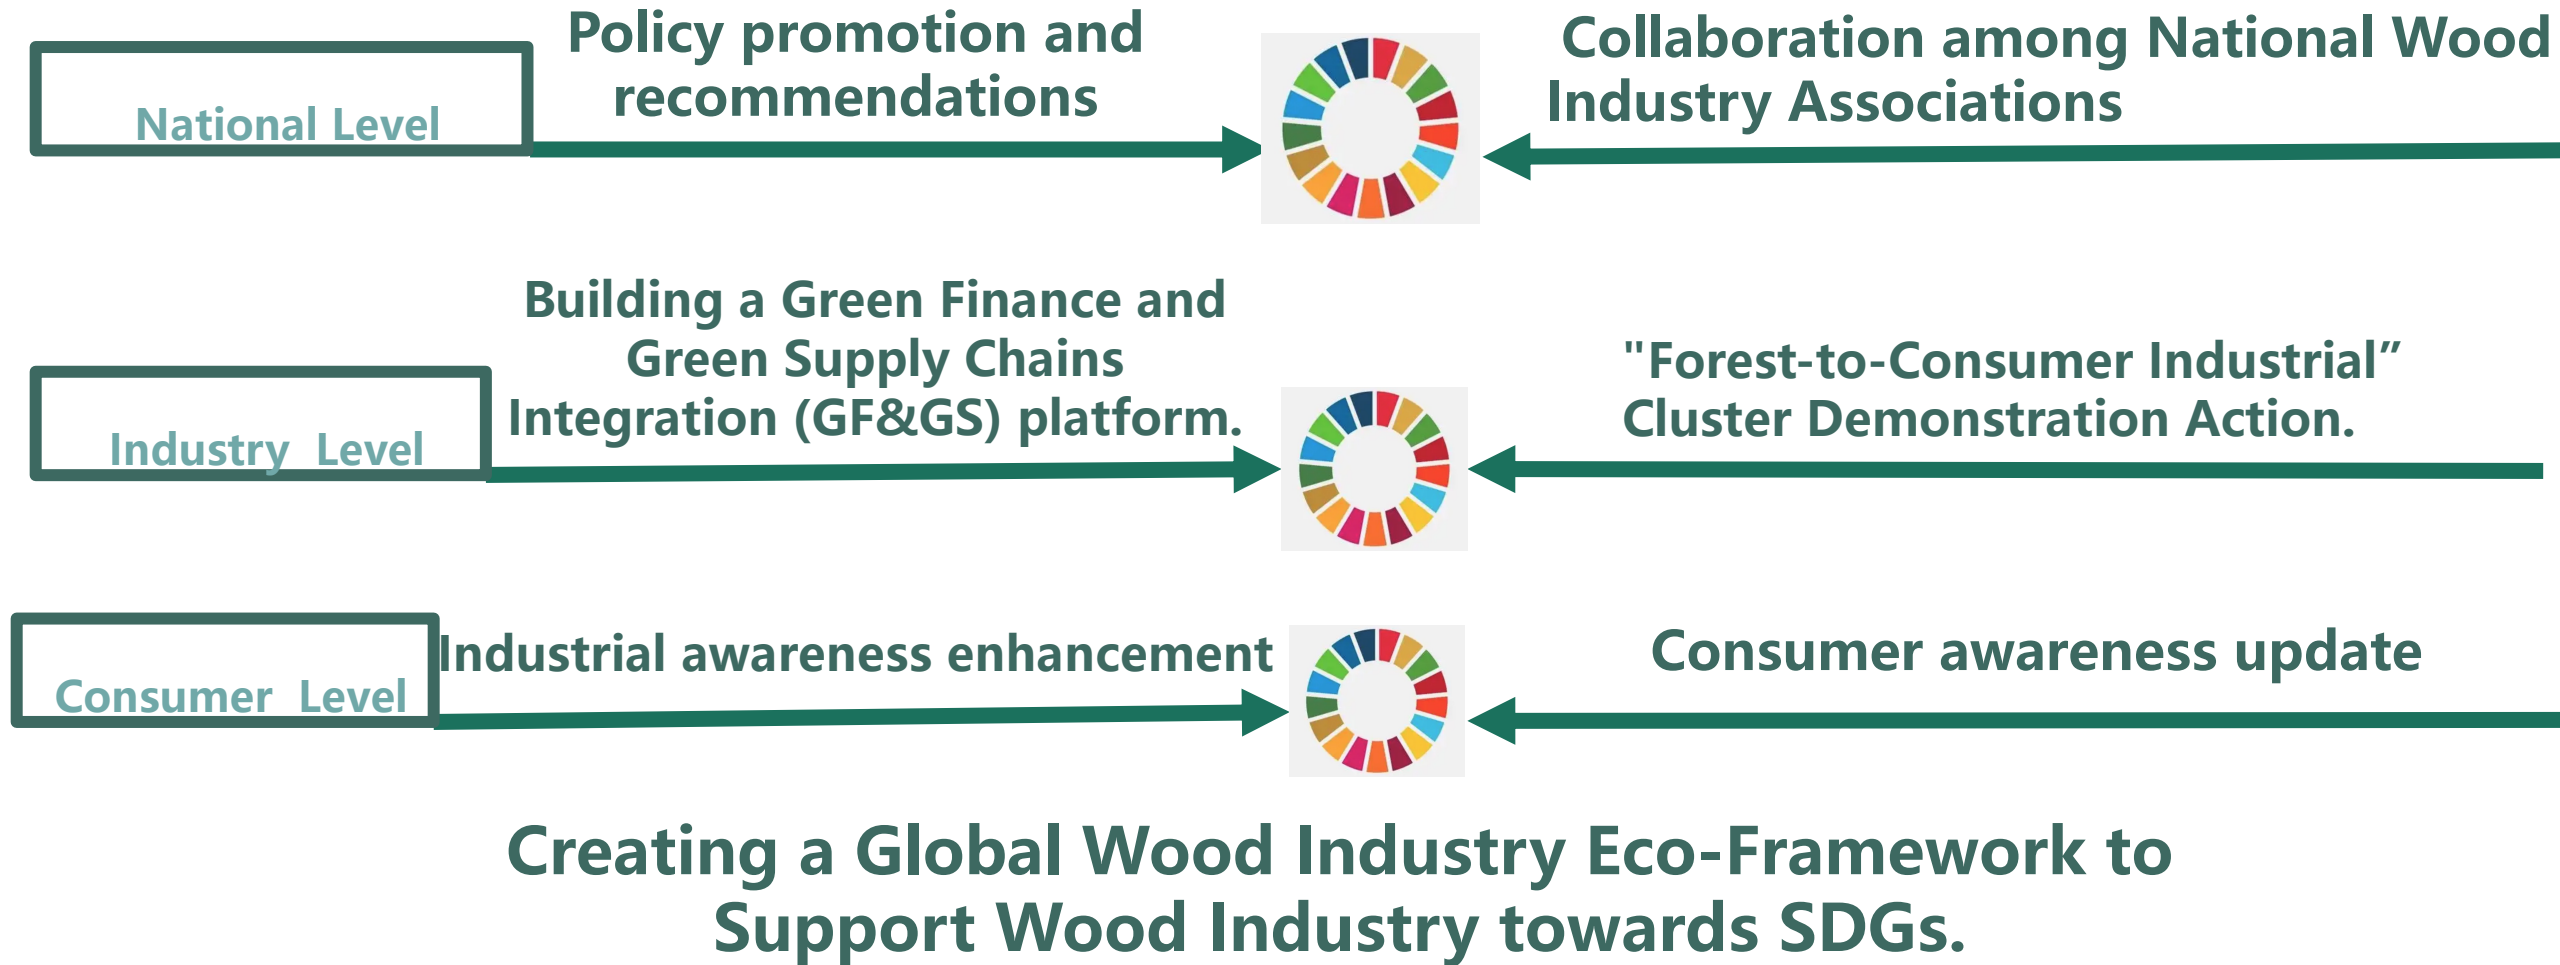 National Level
Policy promotion and
recommendations
Collaboration among National Wood
Industry Associations
Industry Level
Building a Green Finance and
Green Supply Chains
Integration (GF&GS) platform.
"Forest-to-Consumer Industrial”
Cluster Demonstration Action.
Consumer Level
Industrial awareness enhancement
Consumer awareness update
Creating a Global Wood Industry Eco-Framework to
Support Wood Industry towards SDGs.